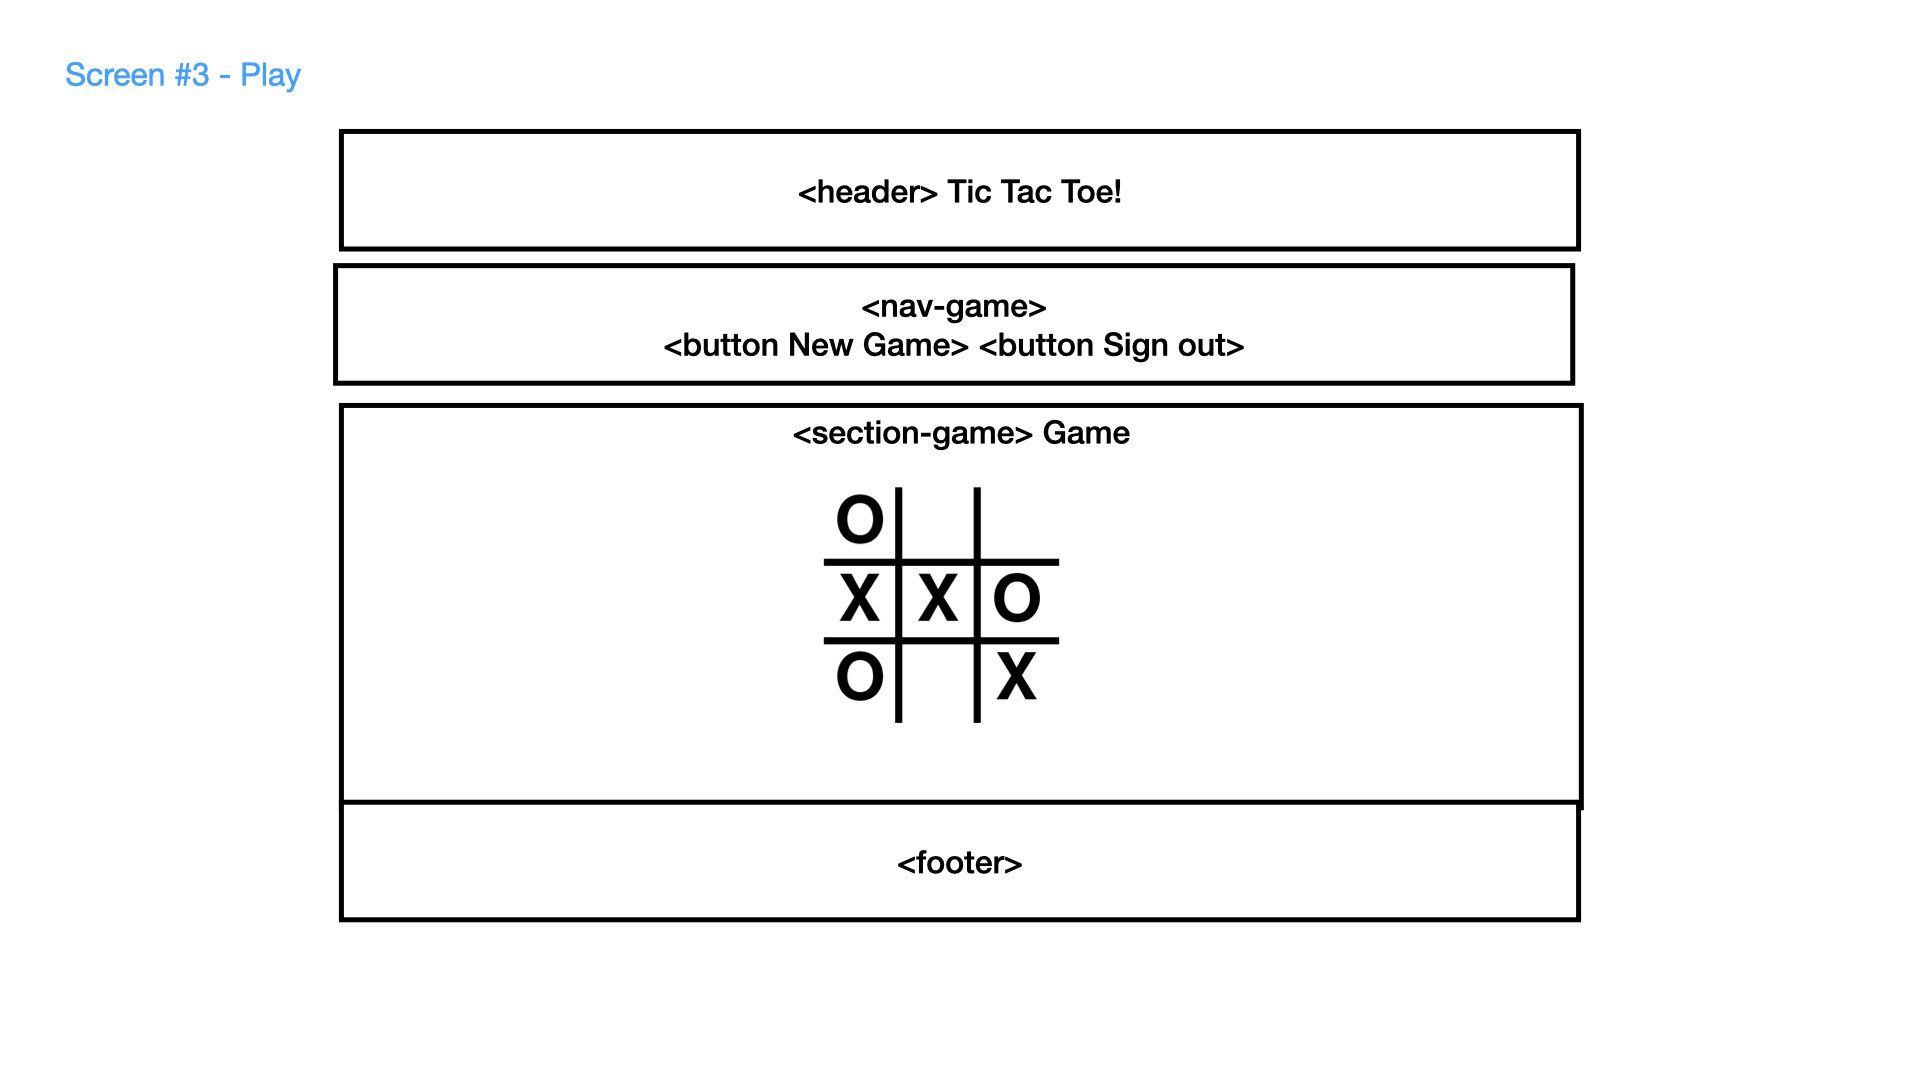 Screen #3 - Play
<header> Tic Tac Toe!
<nav-game>
<button New Game> <button Sign out>
<section-game> Game
O
X X O
O X
<footer>